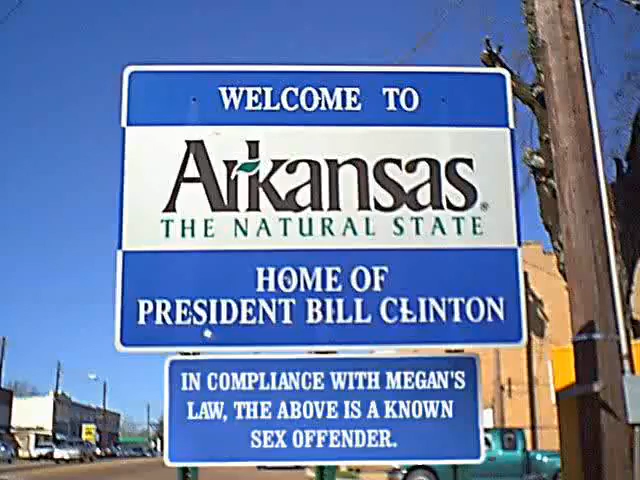 WELCOME TO
Arkansas®
THE NATURAL STATE
HOME OF
PRESIDENT BILL CLINTON
IN COMPLIANCE WITH MEGAN'S
LAW, THE ABOVE IS A KNOWN
SEX OFFENDER.